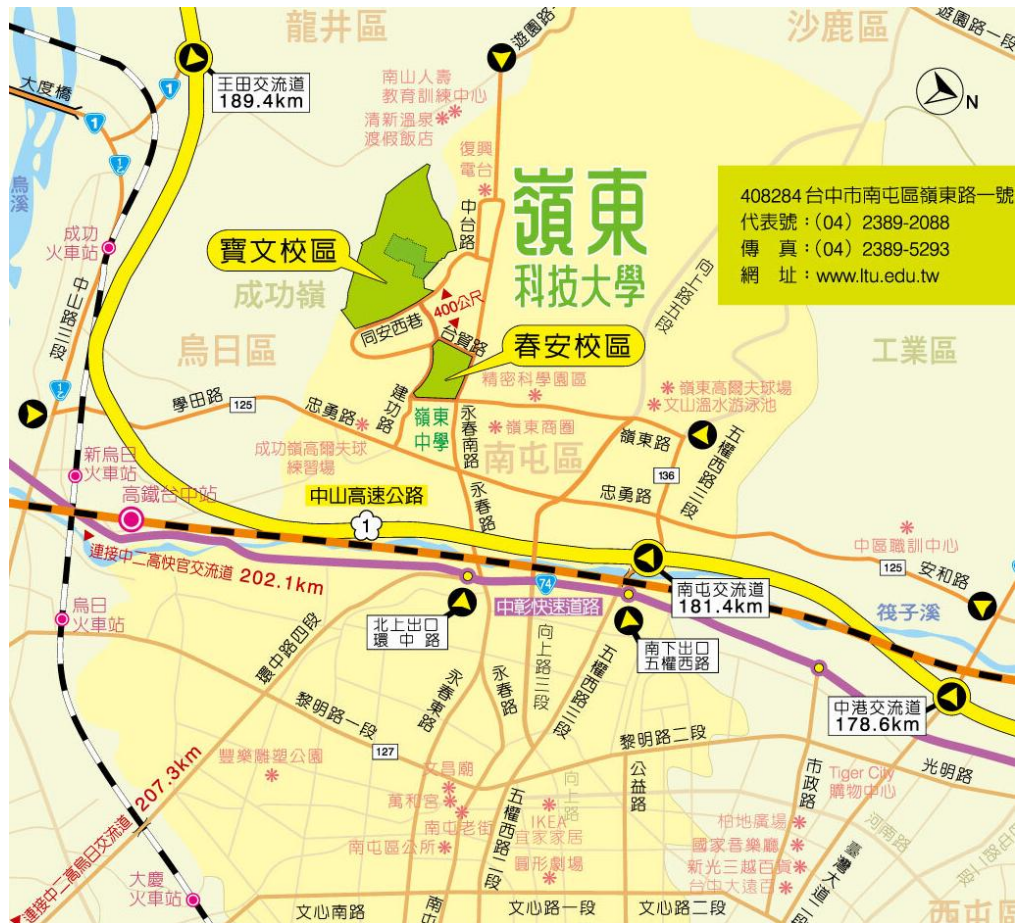 龍井區
沙鹿區
遊園路
遊園路一段
王田交流道
189.4km
大度橋
1
1
1乙
烏溪
南山人壽
教育訓練中心
清新溫泉
渡假飯店
復興
電台
N
嶺東
科技大學
408284 台中市南屯區嶺東路一號
代表號：(04) 2389-2088
傳　真：(04) 2389-5293
網　址：www.ltu.edu.tw
成功
火車站
中山路三段
1乙
寶文校區
成功嶺
中台路
400公尺
同安西巷
台貿路
向上路五段
烏日區
春安校區
工業區
精密科學園區
嶺東高爾夫球場
文山溫水游泳池
學田路
125
忠勇路
建功路
嶺東
中學
永春南路
嶺東商圈
嶺東路
五權西路三段
成功嶺高爾夫球
練習場
南屯區
136
忠勇路
新烏日
火車站
高鐵台中站
中山高速公路
1
永春路
中區職訓中心
125
安和路
連接中二高快官交流道 202.1km
74
中彰快速道路
南屯交流道
181.4km
筏子溪
烏日
火車站
北上出口
環中路
南下出口
五權西路
環中路四段
向上路三段
五權西路二段
永春東路
永春路
中港交流道
178.6km
黎明路一段
127
黎明路二段
公益路
市政路
光明路
豐樂雕塑公園
文昌廟
萬和宮
南屯老街
南屯區公所
向上路
五權西路二段
IKEA
宜家家居
圓形劇場
Tiger City
購物中心
河南路
柏地廣場
國家音樂廳
新光三越百貨
台中大遠百
臺灣大道二段
連接中二高烏日交流道 207.3km
大慶
火車站
文心南路
南屯
文心路一段
文心路二段
西屯區